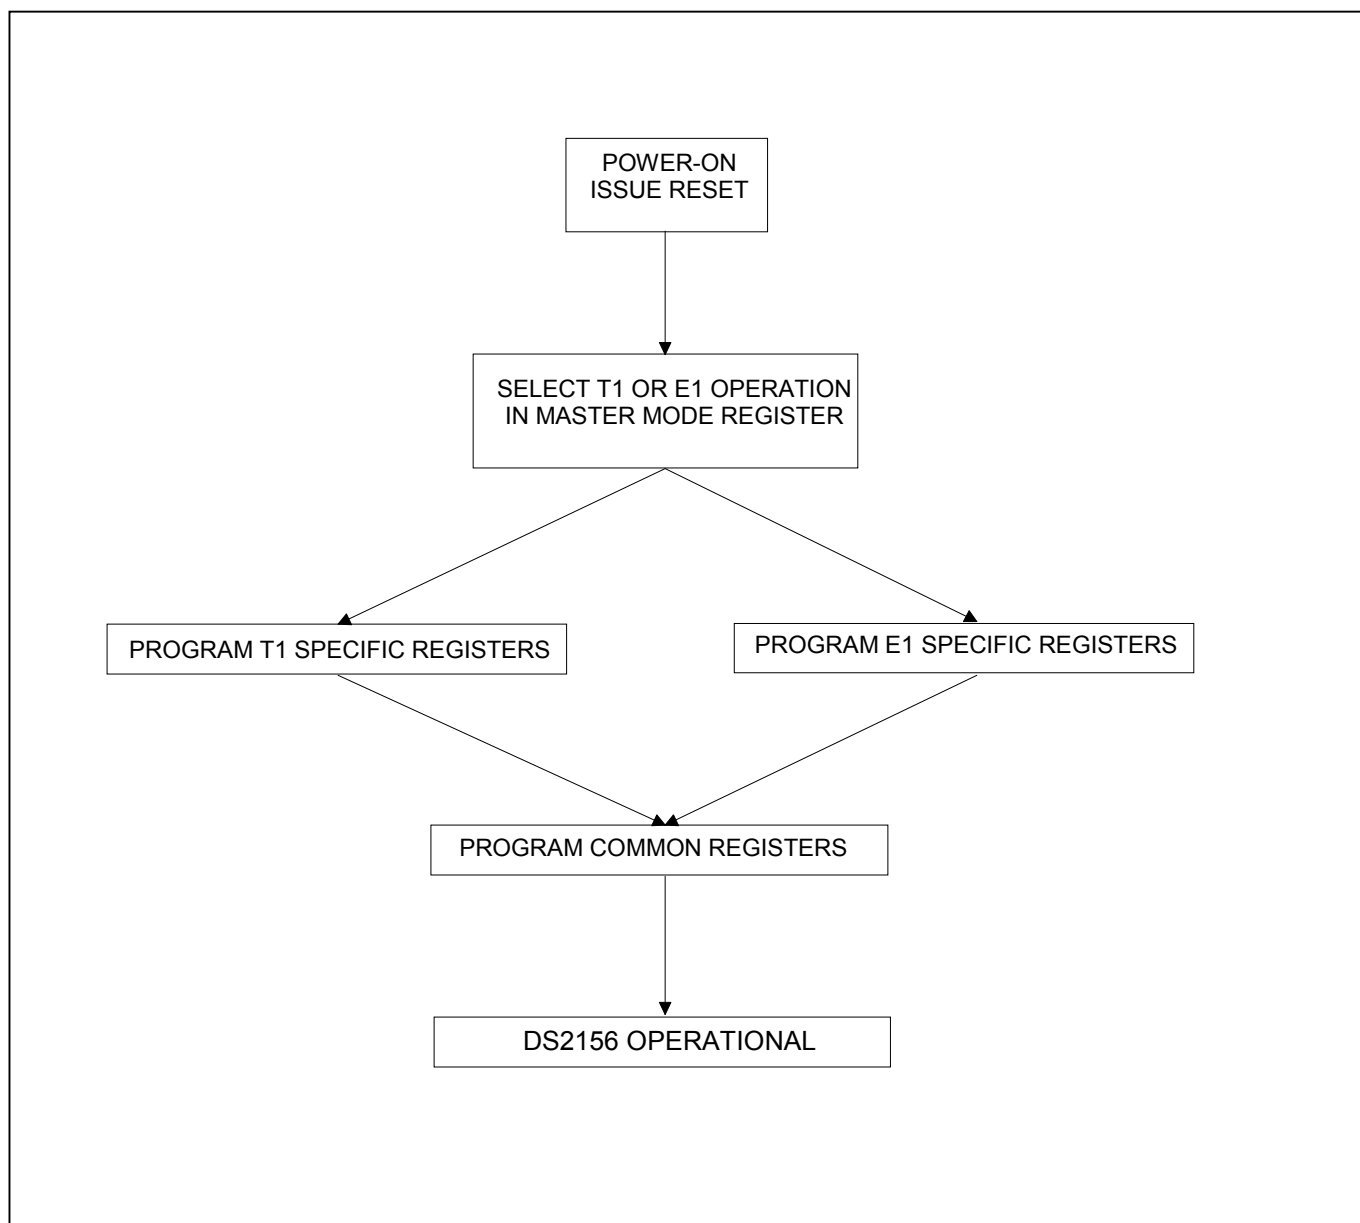 POWER-ON
ISSUE RESET
SELECT T1 OR E1 OPERATION
IN MASTER MODE REGISTER
PROGRAM T1 SPECIFIC REGISTERS
PROGRAM E1 SPECIFIC REGISTERS
PROGRAM COMMON REGISTERS
DS2156 OPERATIONAL